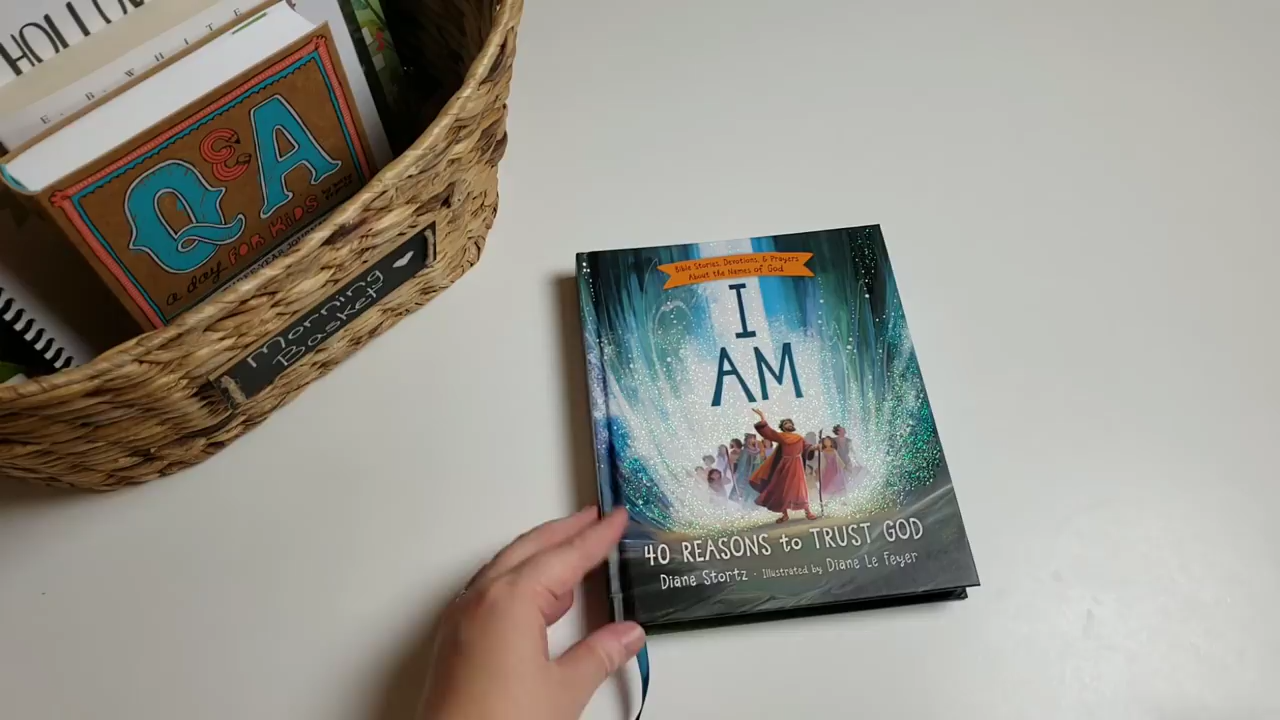 HOLLOW
E. B. WHITE
Q & A
a day FOR KiDS
Morning
Basket
Bible Stories, Devotions, & Prayers
About the Names of God
I
AM
40 REASONS to TRUST GOD
Diane Stortz · Illustrated by Diane Le Feyer